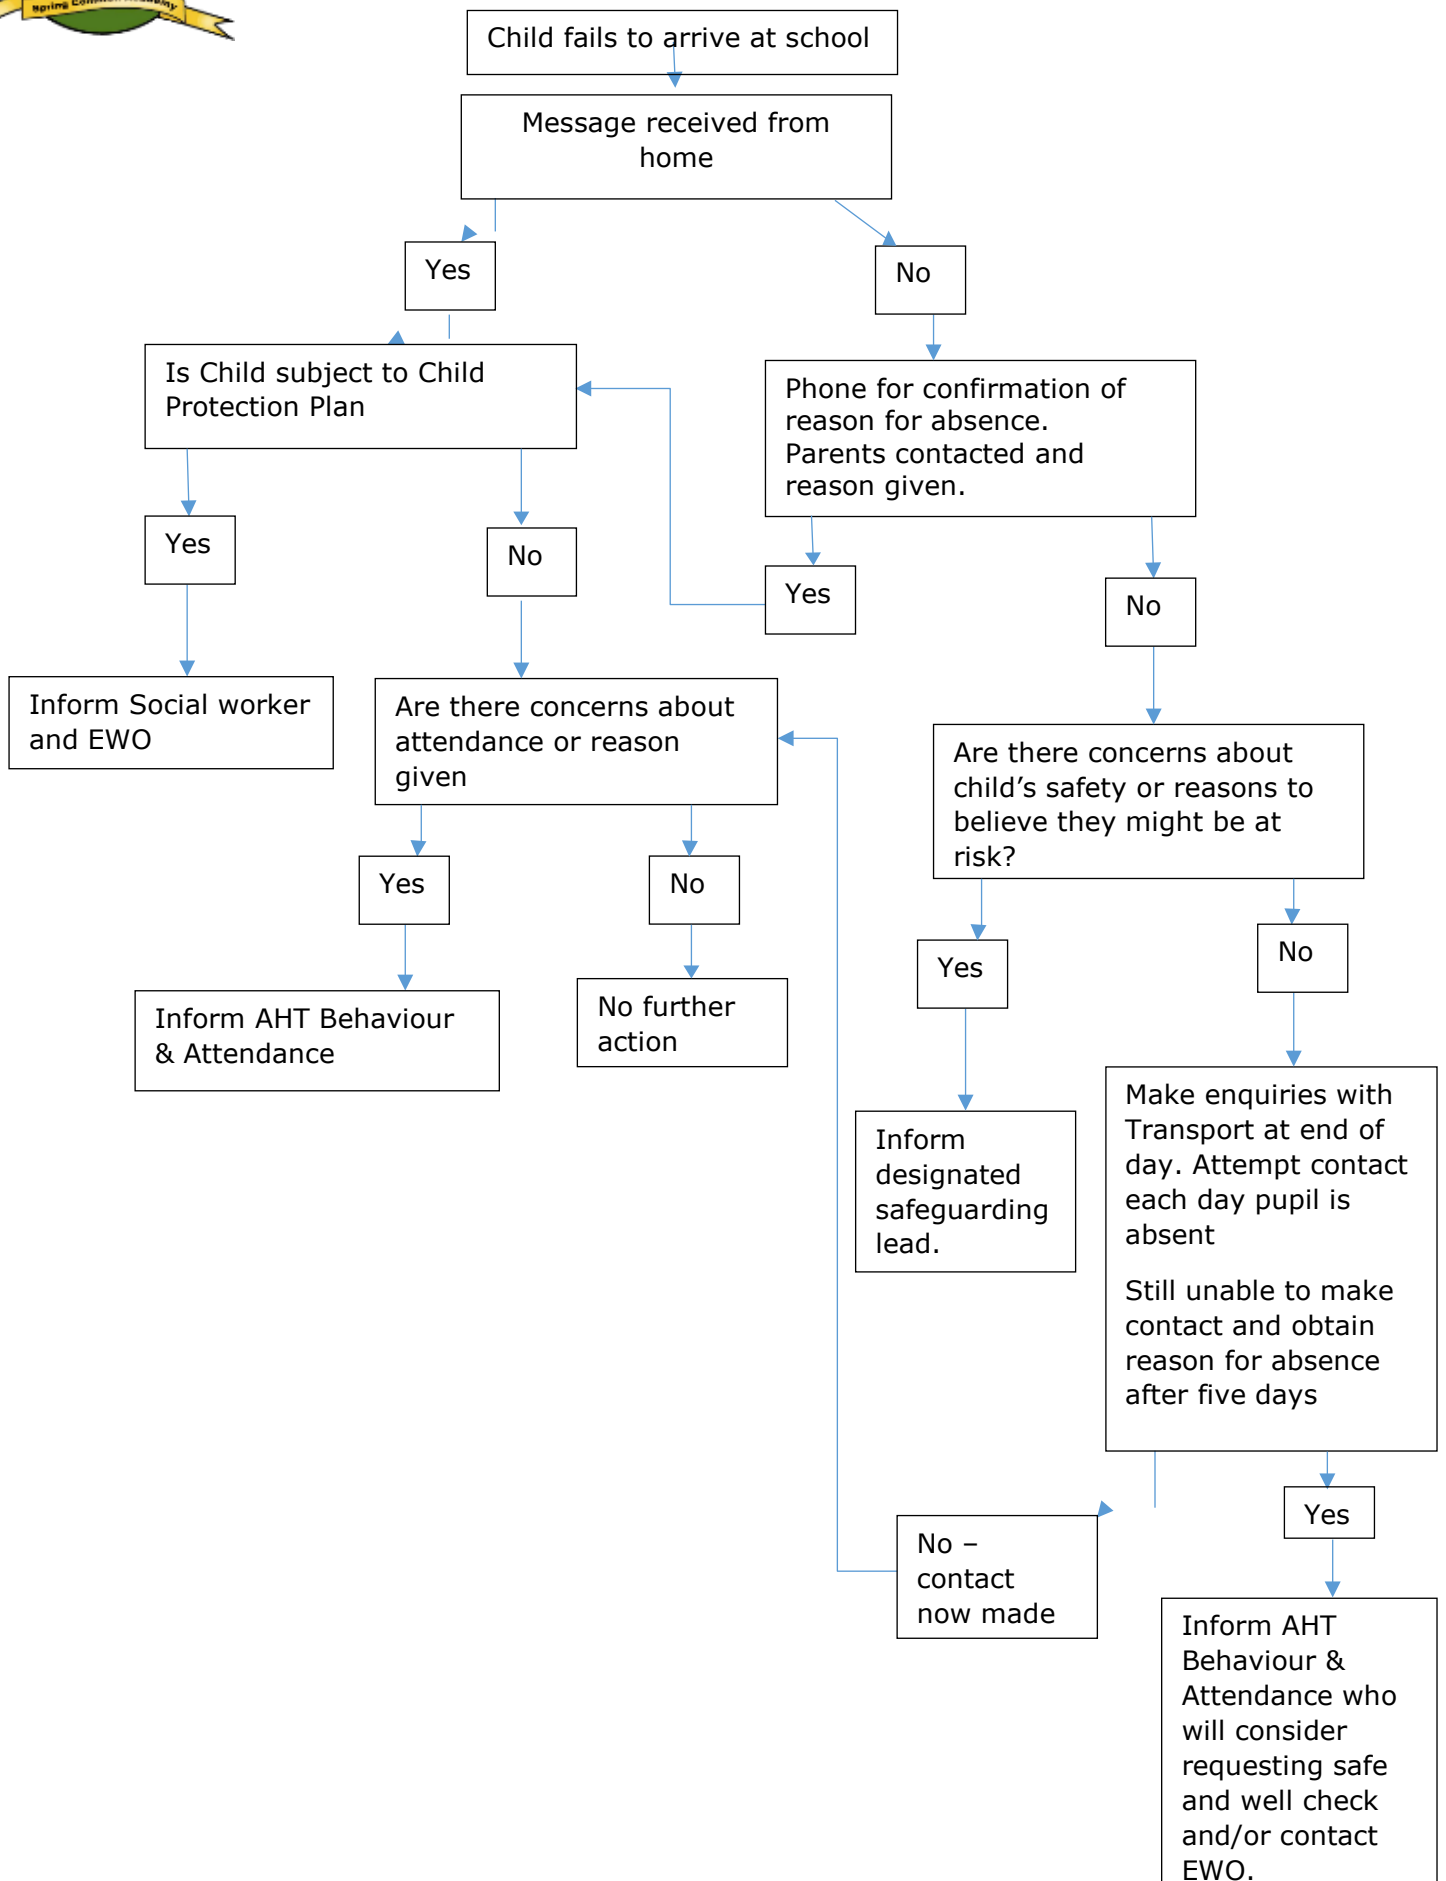 Spring Common Academy
Child fails to arrive at school
Message received from
home
Yes
No
Is Child subject to Child
Protection Plan
Phone for confirmation of
reason for absence.
Parents contacted and
reason given.
Yes
No
Yes
No
Inform Social worker
and EWO
Are there concerns about
attendance or reason
given
Are there concerns about
child’s safety or reasons to
believe they might be at
risk?
Yes
No
Yes
No
Inform AHT Behaviour
& Attendance
No further
action
Inform
designated
safeguarding
lead.
Make enquiries with
Transport at end of
day. Attempt contact
each day pupil is
absent
Still unable to make
contact and obtain
reason for absence
after five days
No –
contact
now made
Yes
Inform AHT
Behaviour &
Attendance who
will consider
requesting safe
and well check
and/or contact
EWO.